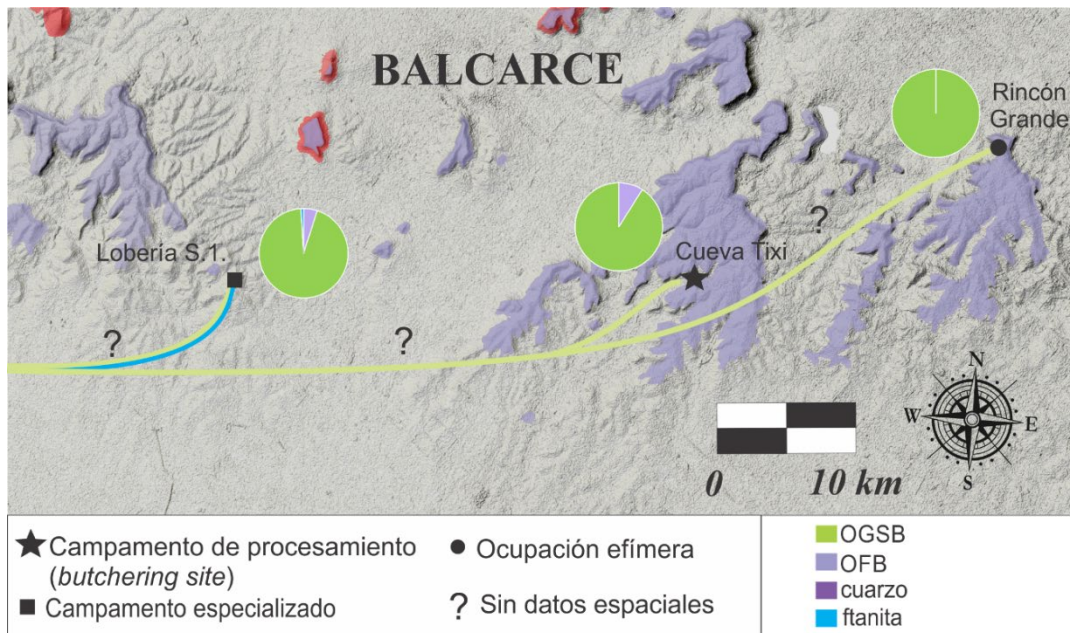 BALCARCE
Rincón
Grande
Lobería S.1.
Cueva Tixi
?
?
?
N
W
E
S
0
10 km
Campamento de procesamiento
(butchering site)
Campamento especializado
Ocupación efímera
? Sin datos espaciales
OGSB
OFB
cuarzo
ftanita